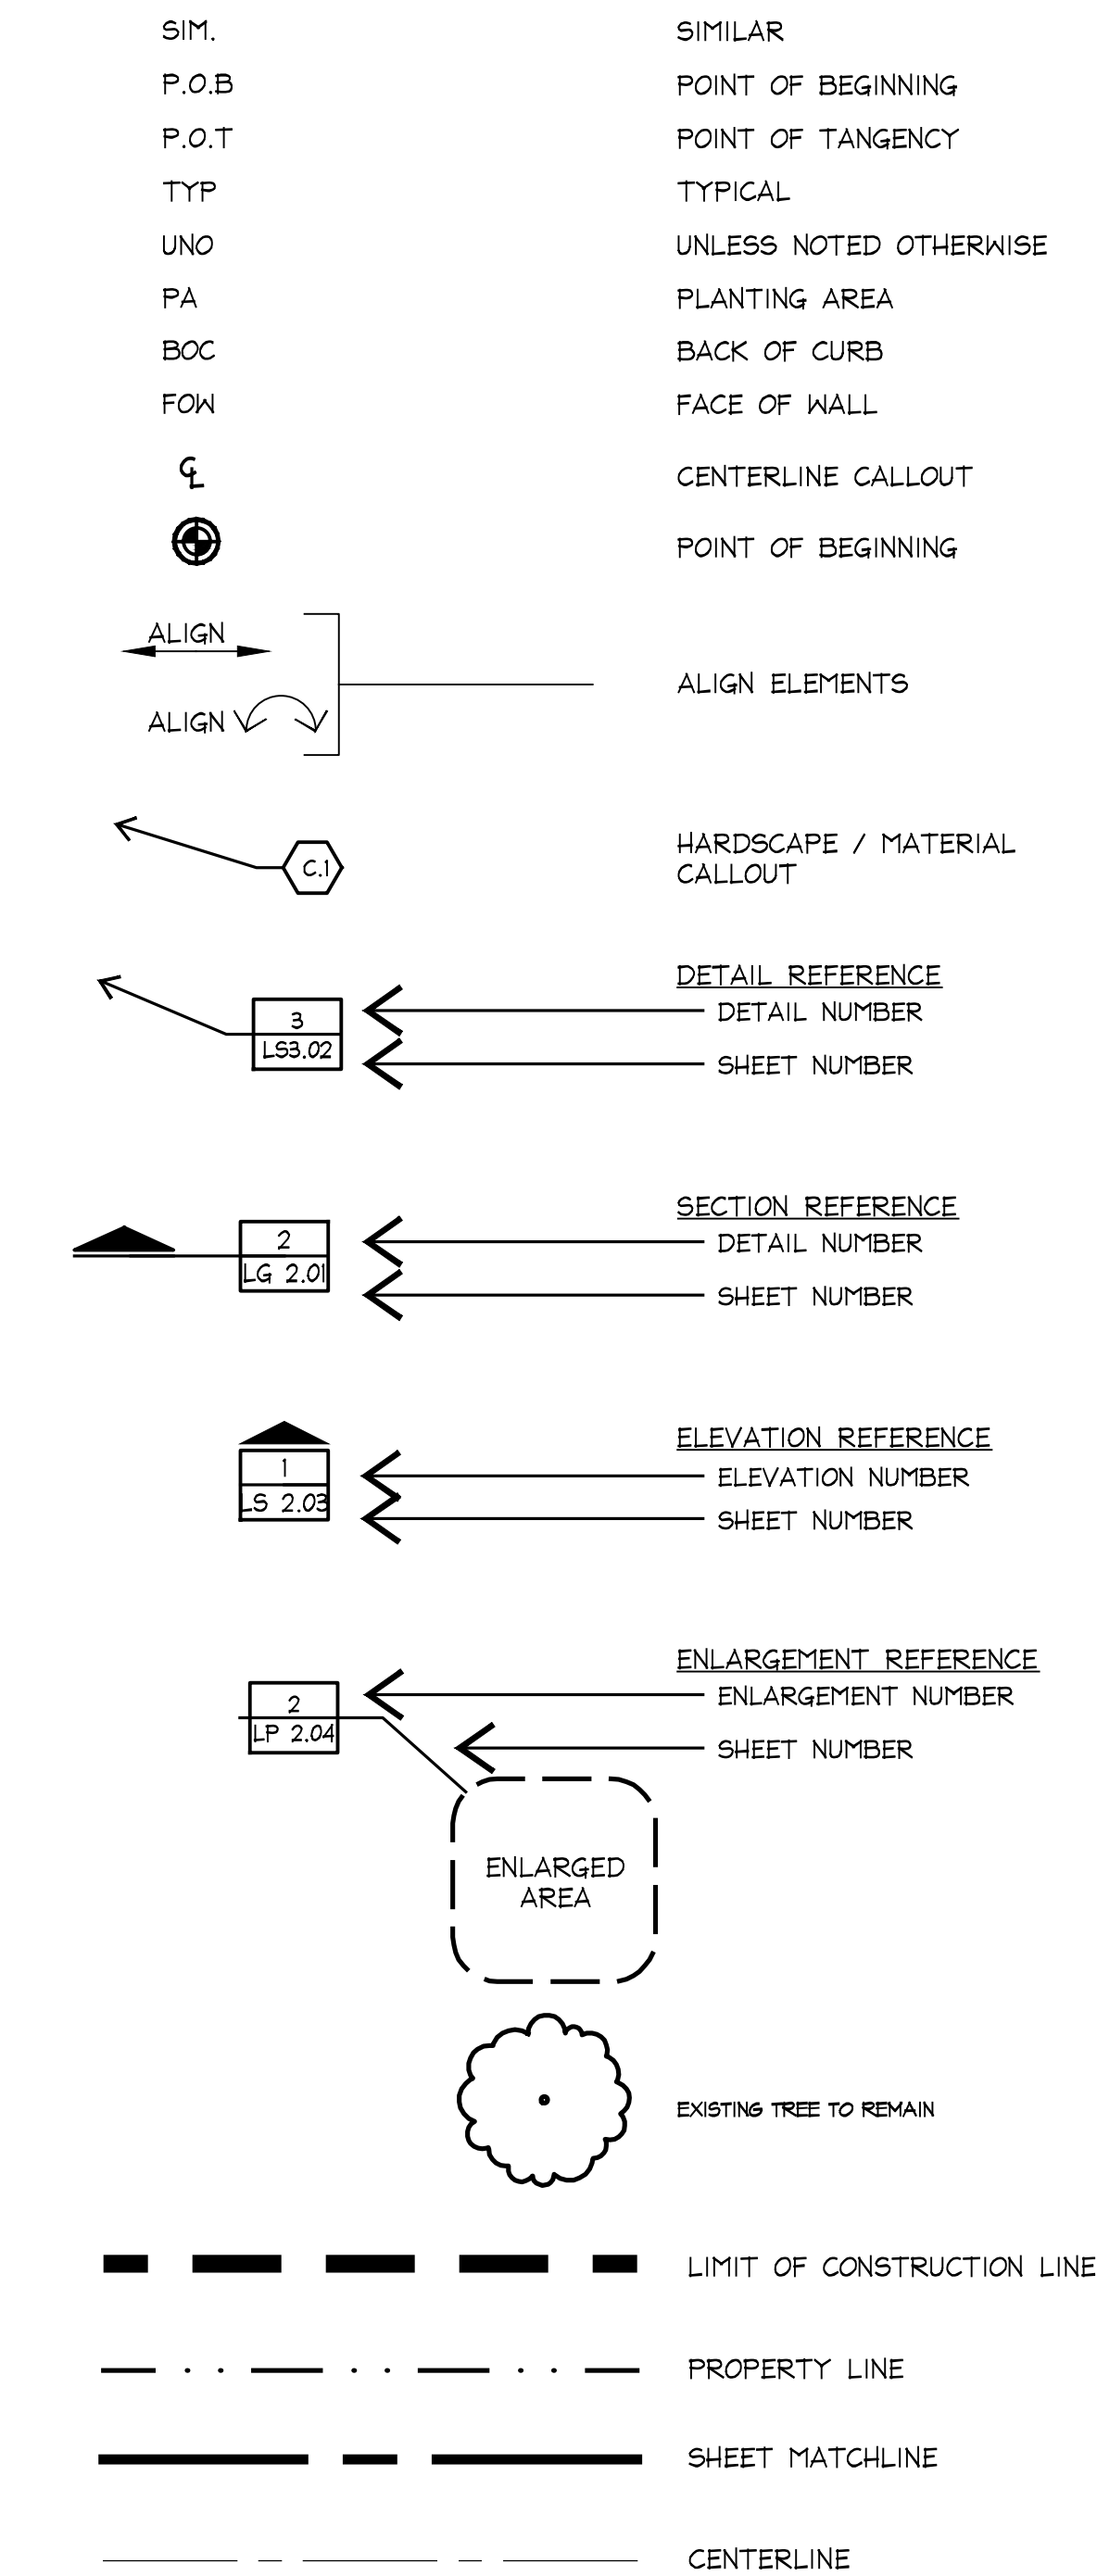 SIM. SIMILAR
P.O.B POINT OF BEGINNING
P.O.T POINT OF TANGENCY
TYP TYPICAL
UNO UNLESS NOTED OTHERWISE
PA PLANTING AREA
BOC BACK OF CURB
FOW FACE OF WALL
℄ CENTERLINE CALLOUT
POINT OF BEGINNING
ALIGN
ALIGN ELEMENTS
ALIGN
C.1
HARDSCAPE / MATERIAL
CALLOUT
DETAIL REFERENCE
3 DETAIL NUMBER
LS3.02 SHEET NUMBER
SECTION REFERENCE
2 DETAIL NUMBER
LG 2.01 SHEET NUMBER
ELEVATION REFERENCE
1 ELEVATION NUMBER
LS 2.03 SHEET NUMBER
ENLARGEMENT REFERENCE
2 ENLARGEMENT NUMBER
LP 2.04 SHEET NUMBER
ENLARGED
AREA
EXISTING TREE TO REMAIN
LIMIT OF CONSTRUCTION LINE
PROPERTY LINE
SHEET MATCHLINE
CENTERLINE